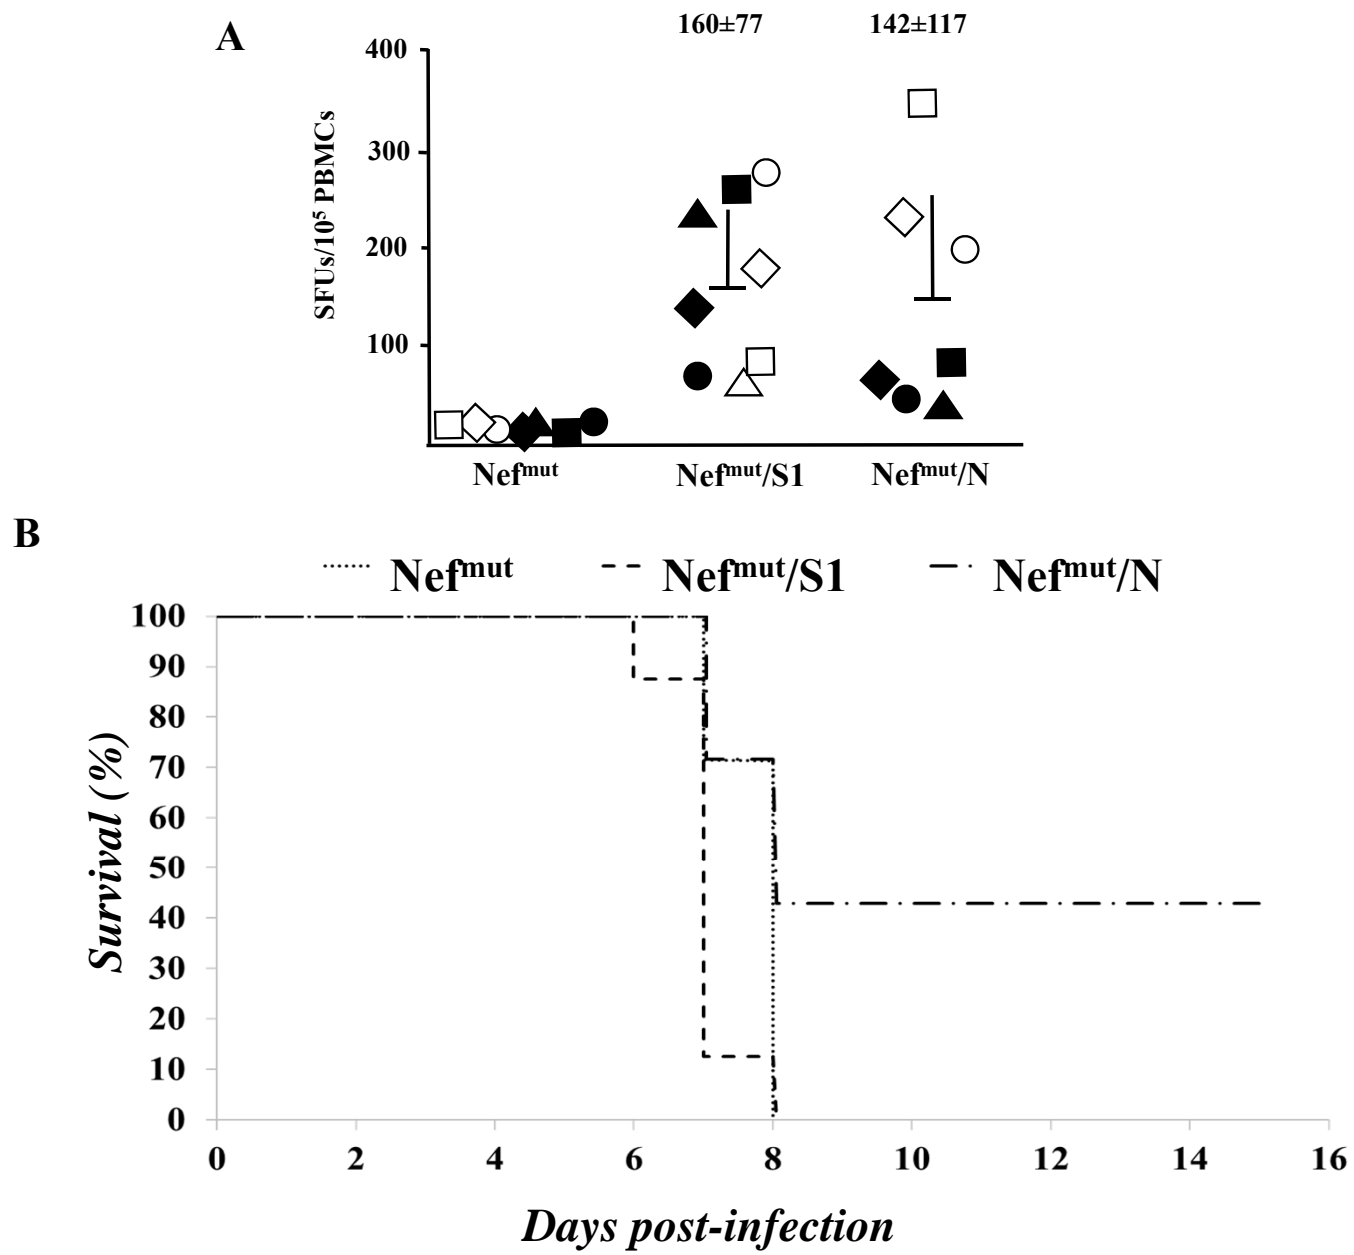 A
160±77 142±117
SFUs/10⁵ PBMCs
400
300
200
100
Nefᵐᵘᵗ Nefᵐᵘᵗ/S1 Nefᵐᵘᵗ/N
B
Nefᵐᵘᵗ Nefᵐᵘᵗ/S1 Nefᵐᵘᵗ/N
Survival (%)
100
90
80
70
60
50
40
30
20
10
0
0 2 4 6 8 10 12 14 16
Days post-infection